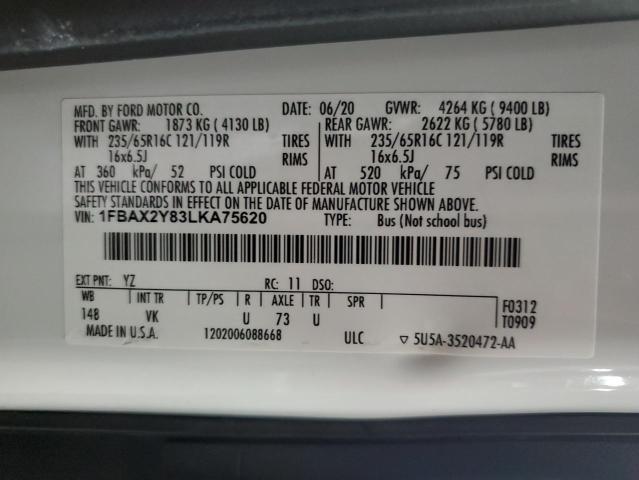 MFD. BY FORD MOTOR CO. DATE: 06/20 GVWR: 4264 KG ( 9400 LB)
FRONT GAWR: 1873 KG ( 4130 LB) REAR GAWR: 2622 KG ( 5780 LB)
WITH 235/65R16C 121/119R TIRES WITH 235/65R16C 121/119R TIRES
16x6.5J RIMS 16x6.5J RIMS
AT 360 kPa/ 52 PSI COLD AT 520 kPa/ 75 PSI COLD
THIS VEHICLE CONFORMS TO ALL APPLICABLE FEDERAL MOTOR VEHICLE
SAFETY STANDARDS IN EFFECT ON THE DATE OF MANUFACTURE SHOWN ABOVE.
VIN: 1FBAX2Y83LKA75620 TYPE: Bus (Not school bus)
EXT PNT: YZ RC: 11 DSO:
WB INT TR TP/PS R AXLE TR SPR F0312
148 VK U 73 U T0909
MADE IN U.S.A. 1202006088668 ULC ▽ 5U5A-3520472-AA